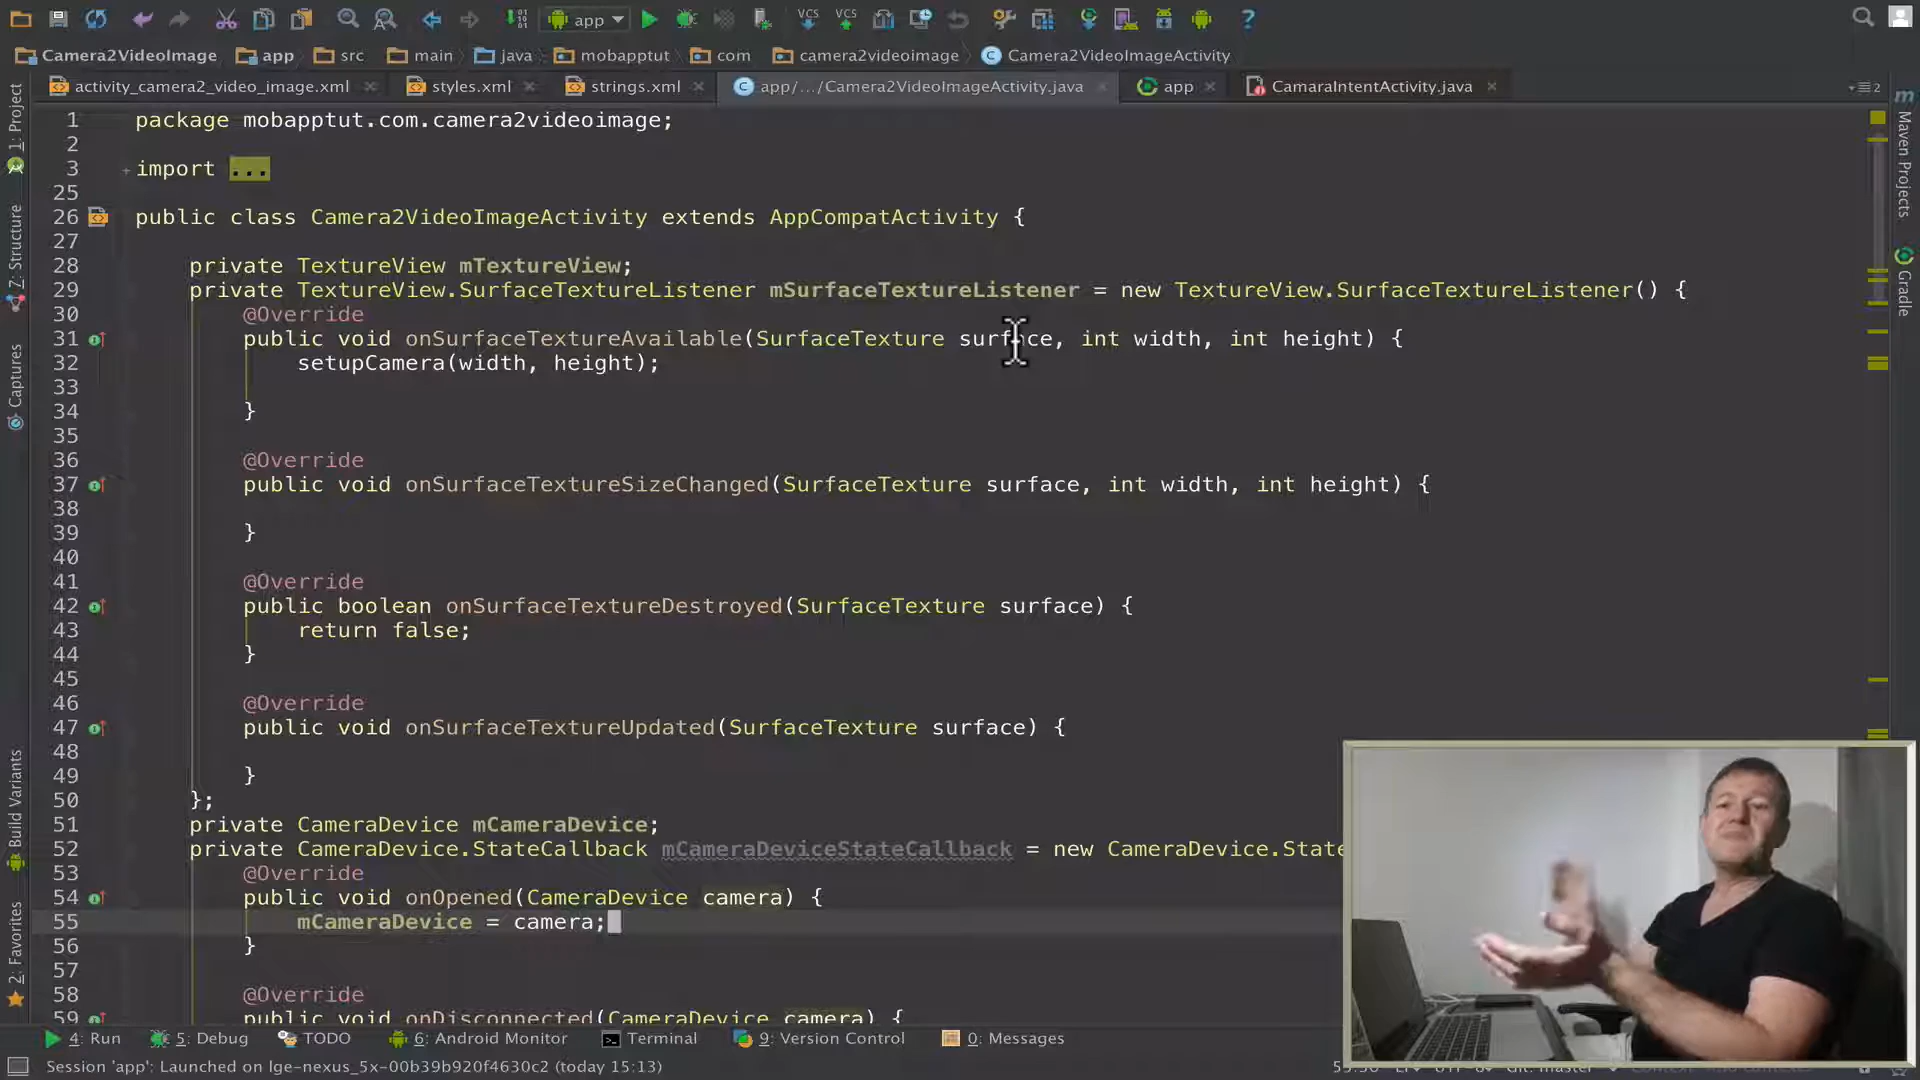 app
Camera2VideoImage app src main java mobapptut com camera2videoimage Camera2VideoImageActivity
activity_camera2_video_image.xml styles.xml strings.xml app/.../Camera2VideoImageActivity.java app CamaraIntentActivity.java
1: Project
7: Structure
Captures
Build Variants
2: Favorites
1 package mobapptut.com.camera2videoimage;
2
3 import ...
25
26 public class Camera2VideoImageActivity extends AppCompatActivity {
27
28 private TextureView mTextureView;
29 private TextureView.SurfaceTextureListener mSurfaceTextureListener = new TextureView.SurfaceTextureListener() {
30 @Override
31 public void onSurfaceTextureAvailable(SurfaceTexture surface, int width, int height) {
32 setupCamera(width, height);
33
34 }
35
36 @Override
37 public void onSurfaceTextureSizeChanged(SurfaceTexture surface, int width, int height) {
38
39 }
40
41 @Override
42 public boolean onSurfaceTextureDestroyed(SurfaceTexture surface) {
43 return false;
44 }
45
46 @Override
47 public void onSurfaceTextureUpdated(SurfaceTexture surface) {
48
49 }
50 };
51 private CameraDevice mCameraDevice;
52 private CameraDevice.StateCallback mCameraDeviceStateCallback = new CameraDevice.State
53 @Override
54 public void onOpened(CameraDevice camera) {
55 mCameraDevice = camera;
56 }
57
58 @Override
59 public void onDisconnected(CameraDevice camera) {
Maven Projects
Gradle
4: Run 5: Debug TODO 6: Android Monitor Terminal 9: Version Control 0: Messages
Session 'app': Launched on lge-nexus_5x-00b39b920f4630c2 (today 15:13)